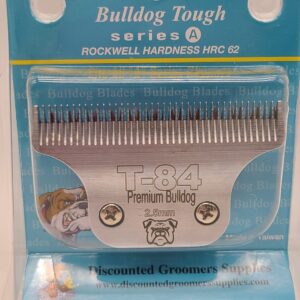 Bulldog Tough
series A
ROCKWELL HARDNESS HRC 62
T-84
Premium Bulldog
2.5mm
Discounted Groomers Supplies
www.discountedgroomerssupplies.com